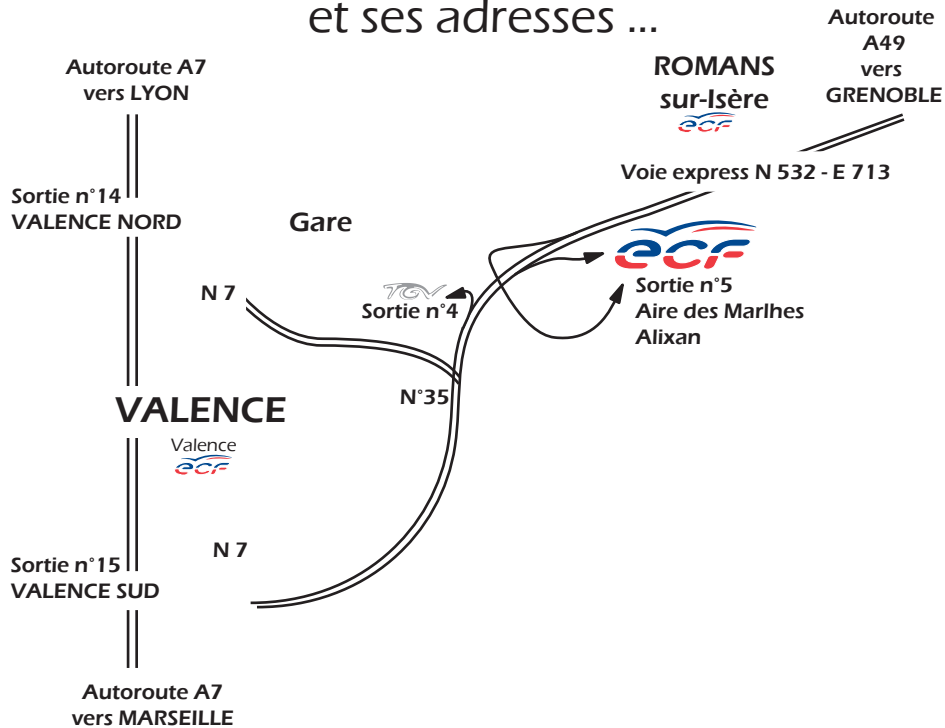 et ses adresses ...
Autoroute
A49
vers
GRENOBLE
Autoroute A7
vers LYON
ROMANS
sur-Isère
ecf
Voie express N 532 - E 713
Sortie n°14
VALENCE NORD
Gare
ecf
TGV
Sortie n°4
Sortie n°5
Aire des Marlhes
Alixan
N 7
N°35
VALENCE
Valence
ecf
N 7
Sortie n°15
VALENCE SUD
Autoroute A7
vers MARSEILLE